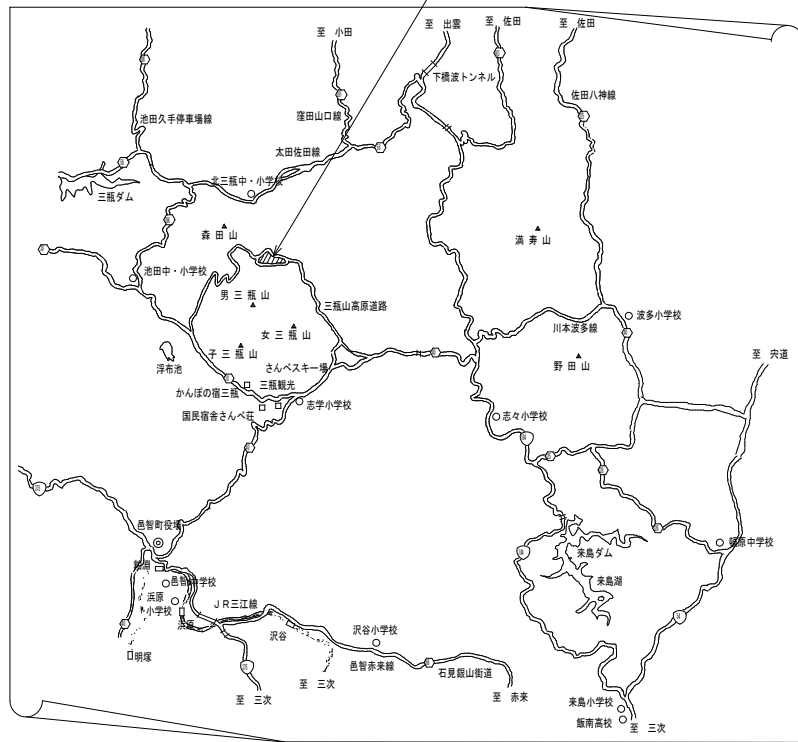 至 小田
至 出雲
至 佐田
至 佐田
下橋波トンネル
佐田八神線
池田久手停車場線
窪田山口線
太田佐田線
北三瓶中・小学校
三瓶ダム
森田山
満寿山
池田中・小学校
男三瓶山
三瓶山高原道路
女三瓶山
川本波多線
波多小学校
子三瓶山
浮布池
さんべスキー場
野田山
至 宍道
かんぽの宿三瓶
三瓶観光
国民宿舎さんべ荘
志学小学校
志々小学校
邑智町役場
来島ダム
来島湖
邑智中学校
浜原
小学校
浜原
JR三江線
沢谷
沢谷小学校
明塚
邑智赤来線
石見銀山街道
至 三次
至 三次
至 赤来
来島小学校
飯南高校
至 三次